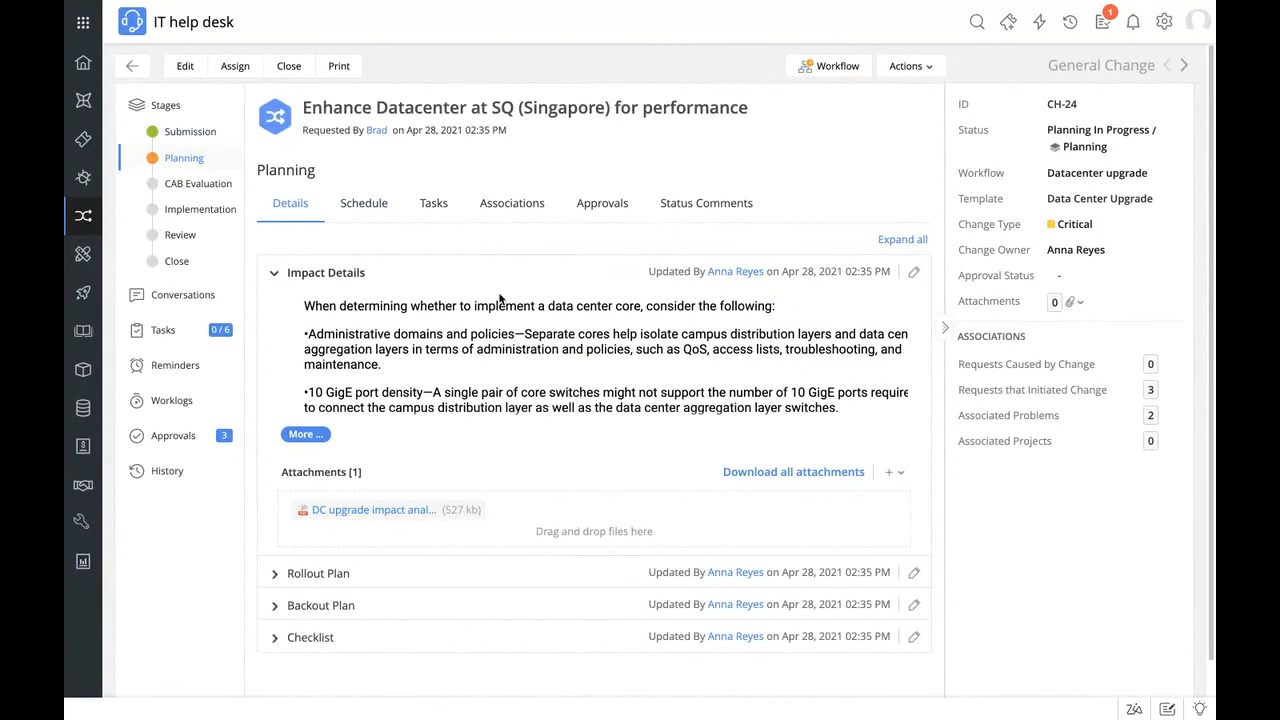 IT help desk
1
Edit
Assign
Close
Print
Workflow
Actions
General Change
Stages
Submission
Planning
CAB Evaluation
Implementation
Review
Close
Conversations
Tasks
0 / 6
Reminders
Worklogs
Approvals
3
History
Enhance Datacenter at SQ (Singapore) for performance
Requested By Brad on Apr 28, 2021 02:35 PM
Planning
Details
Schedule
Tasks
Associations
Approvals
Status Comments
Expand all
Impact Details
Updated By Anna Reyes on Apr 28, 2021 02:35 PM
When determining whether to implement a data center core, consider the following:
•Administrative domains and policies—Separate cores help isolate campus distribution layers and data cen
aggregation layers in terms of administration and policies, such as QoS, access lists, troubleshooting, and
maintenance.
•10 GigE port density—A single pair of core switches might not support the number of 10 GigE ports require
to connect the campus distribution layer as well as the data center aggregation layer switches.
More ...
Attachments [1]
Download all attachments
DC upgrade impact anal... (527 kb)
Drag and drop files here
Rollout Plan
Updated By Anna Reyes on Apr 28, 2021 02:35 PM
Backout Plan
Updated By Anna Reyes on Apr 28, 2021 02:35 PM
Checklist
Updated By Anna Reyes on Apr 28, 2021 02:35 PM
ID
CH-24
Status
Planning In Progress /
Planning
Workflow
Datacenter upgrade
Template
Data Center Upgrade
Change Type
Critical
Change Owner
Anna Reyes
Approval Status
-
Attachments
0
ASSOCIATIONS
Requests Caused by Change
0
Requests that Initiated Change
3
Associated Problems
2
Associated Projects
0